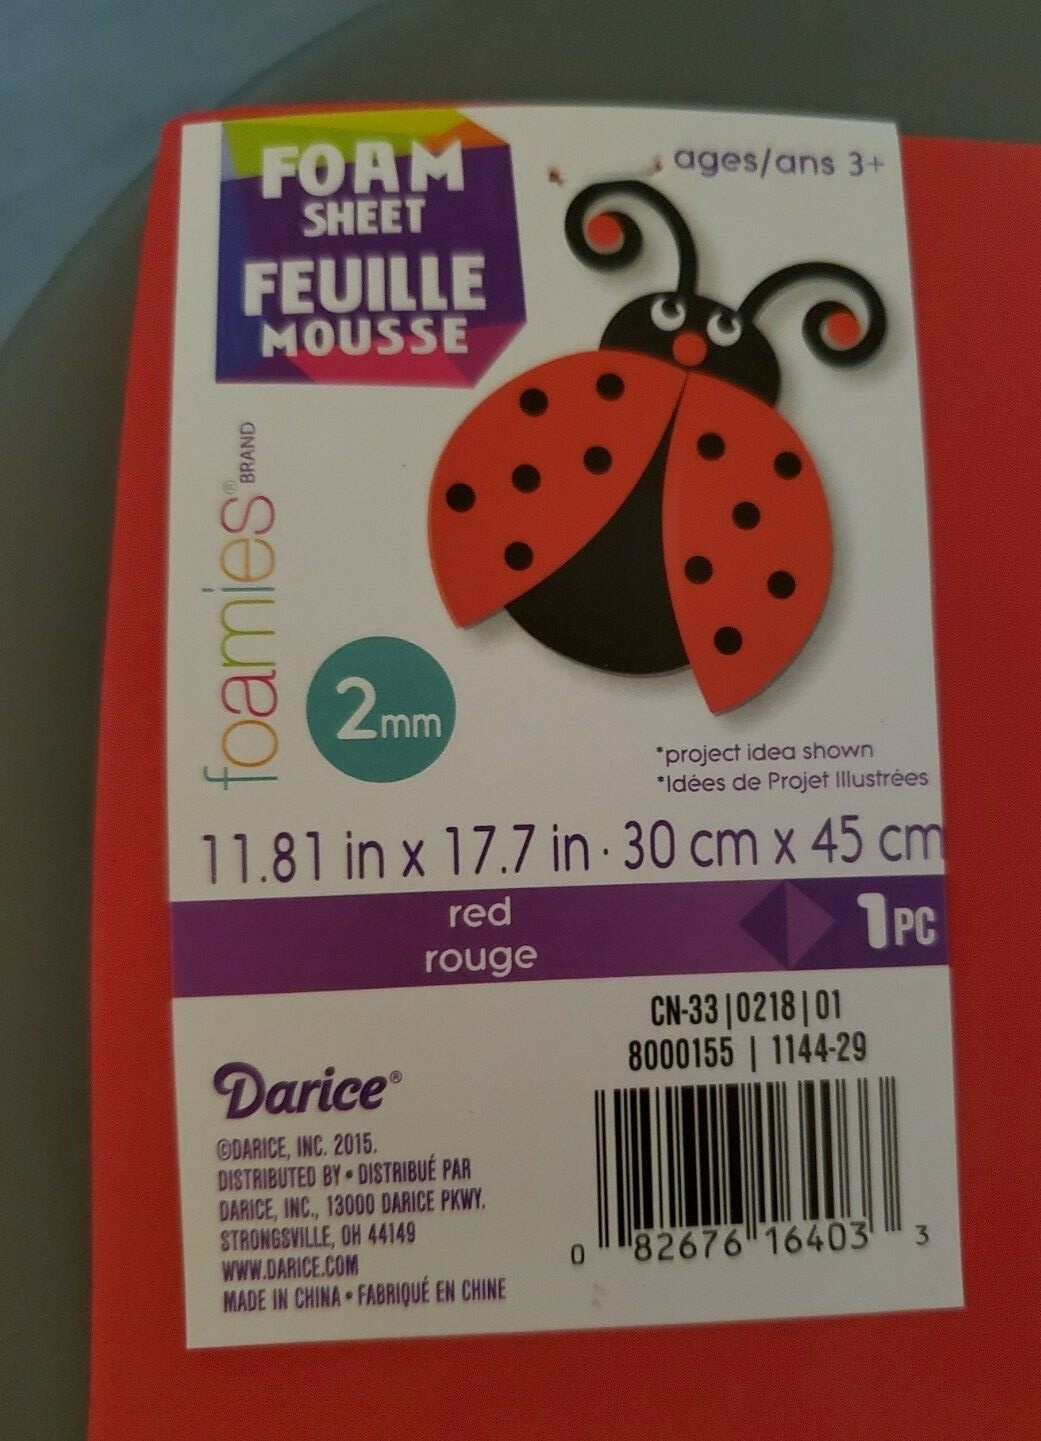 FOAM
SHEET
FEUILLE
MOUSSE
ages/ans 3+
foamies® BRAND
2mm
*project idea shown
*Idées de Projet Illustrées
11.81 in x 17.7 in · 30 cm x 45 cm
red
rouge
1 PC
CN-33|0218|01
8000155 | 1144-29
Darice®
©DARICE, INC. 2015.
DISTRIBUTED BY • DISTRIBUÉ PAR
DARICE, INC., 13000 DARICE PKWY.
STRONGSVILLE, OH 44149
WWW.DARICE.COM
MADE IN CHINA • FABRIQUÉ EN CHINE
0 82676 16403 3